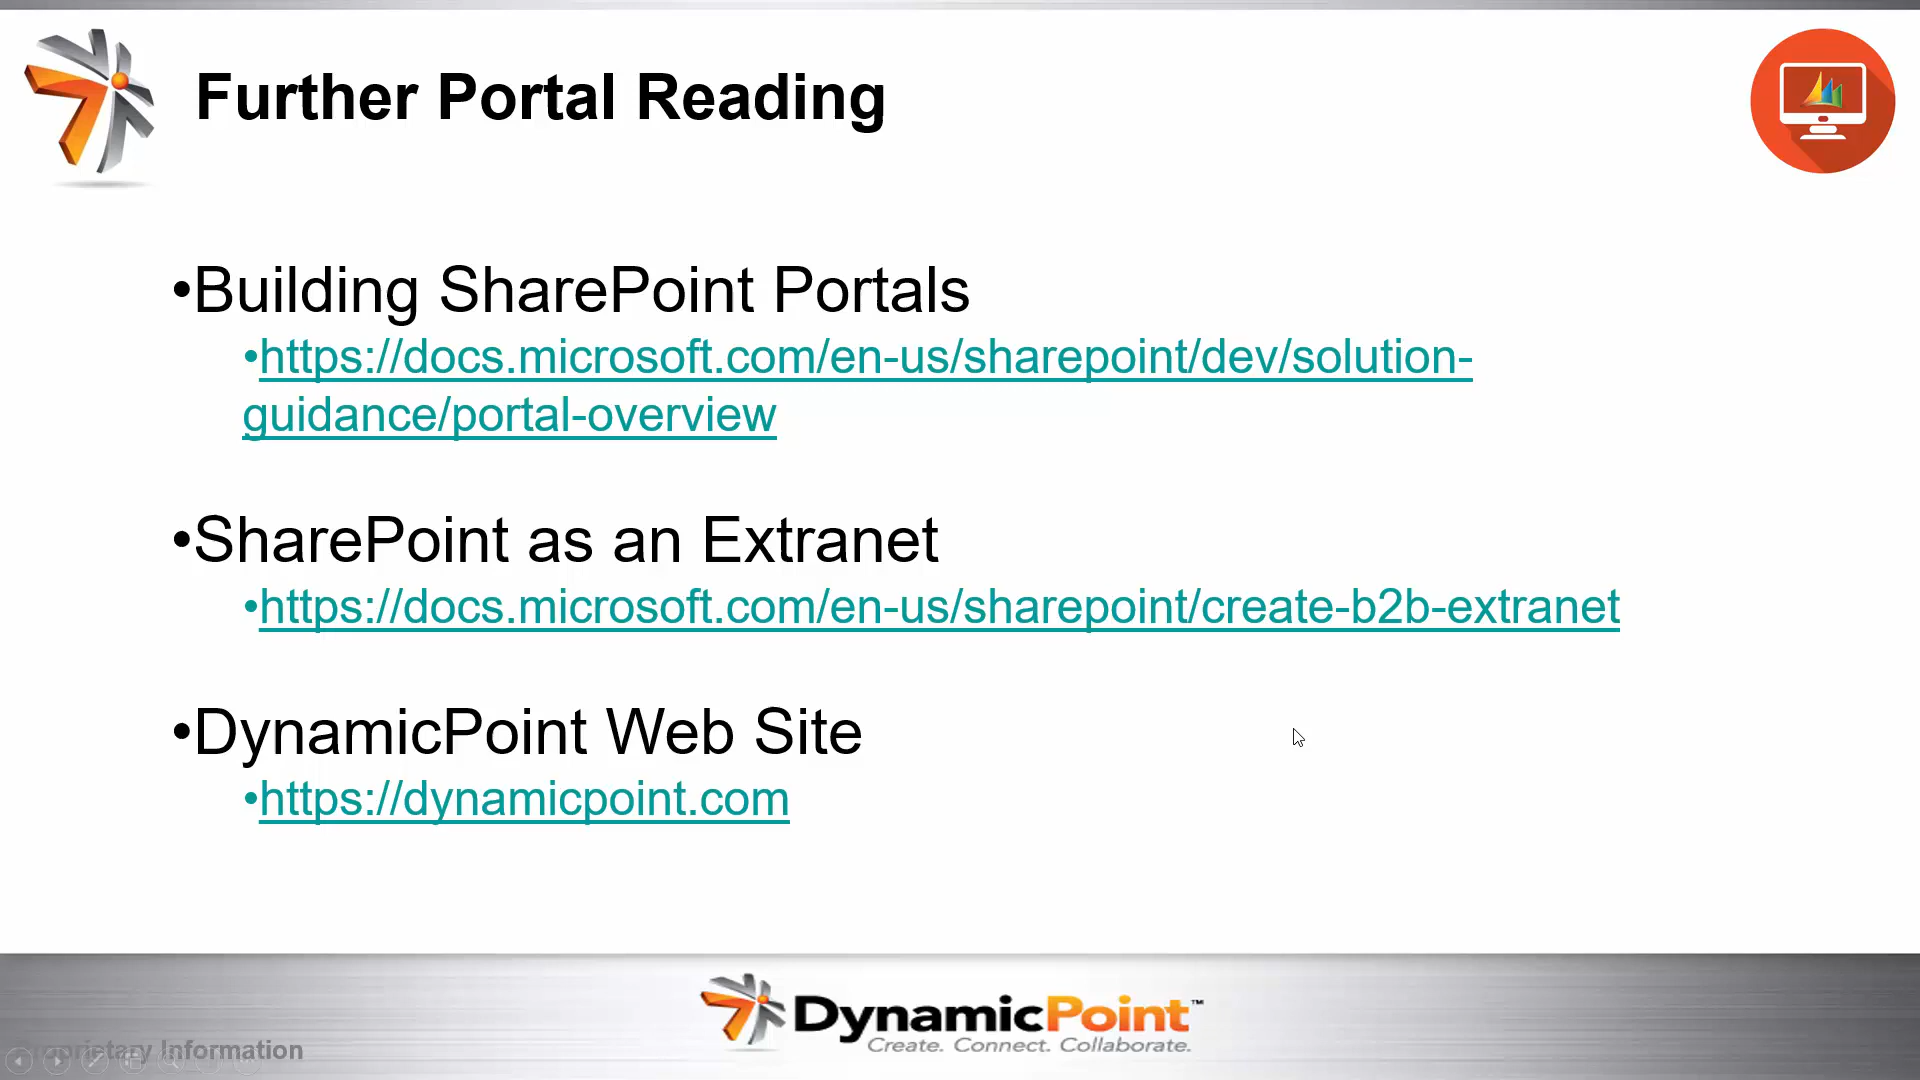 Further Portal Reading
•Building SharePoint Portals
•https://docs.microsoft.com/en-us/sharepoint/dev/solution-
guidance/portal-overview
•SharePoint as an Extranet
•https://docs.microsoft.com/en-us/sharepoint/create-b2b-extranet
•DynamicPoint Web Site
•https://dynamicpoint.com
DynamicPoint™
Create. Connect. Collaborate.
Proprietary Information